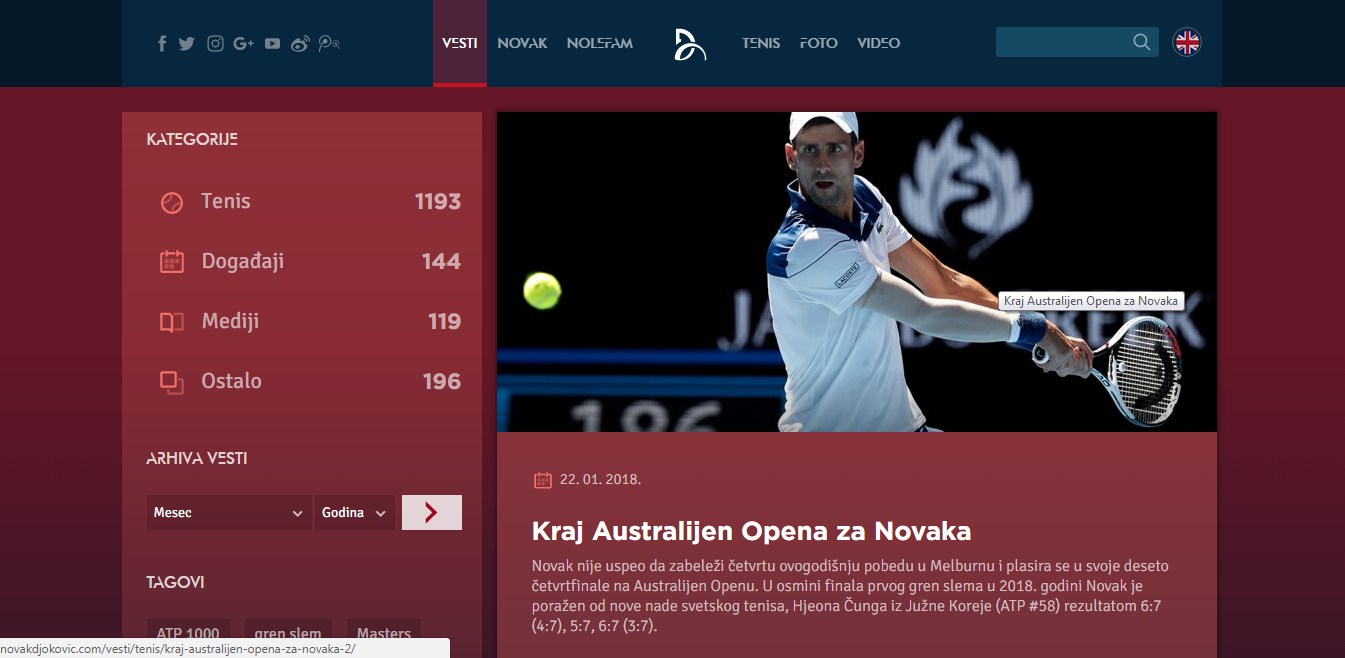 VESTI NOVAK NOLEFAM TENIS FOTO VIDEO
KATEGORIJE
Tenis 1193
Događaji 144
Mediji 119
Ostalo 196
ARHIVA VESTI
Mesec Godina
TAGOVI
ATP 1000 gren slem Masters
novakdjokovic.com/vesti/tenis/kraj-australijen-opena-za-novaka-2/
LACOSTE
Kraj Australijen Opena za Novaka
186
22. 01. 2018.
Kraj Australijen Opena za Novaka
Novak nije uspeo da zabeleži četvrtu ovogodišnju pobedu u Melburnu i plasira se u svoje deseto
četvrtfinale na Australijen Openu. U osmini finala prvog gren slema u 2018. godini Novak je
poražen od nove nade svetskog tenisa, Hjeona Čunga iz Južne Koreje (ATP #58) rezultatom 6:7
(4:7), 5:7, 6:7 (3:7).